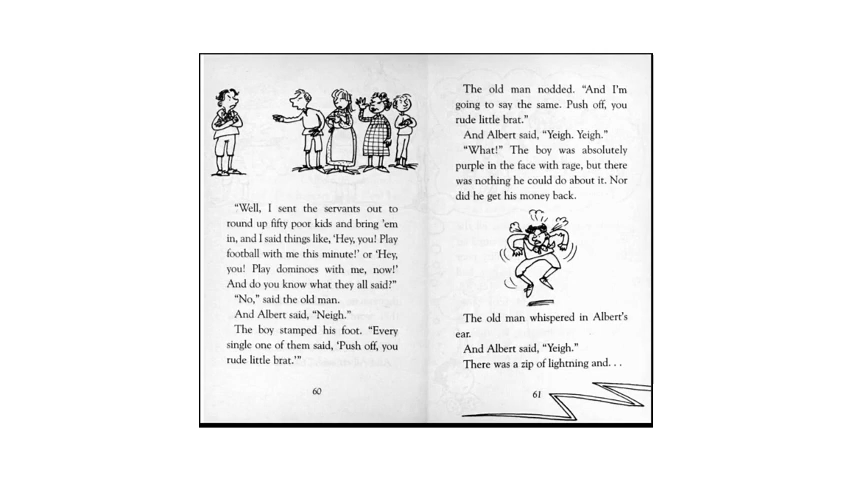 “Well, I sent the servants out to
round up fifty poor kids and bring ’em
in, and I said things like, ‘Hey, you! Play
football with me this minute!’ or ‘Hey,
you! Play dominoes with me, now!’
And do you know what they all said?”
“No,” said the old man.
And Albert said, “Neigh.”
The boy stamped his foot. “Every
single one of them said, ‘Push off, you
rude little brat.’”
60
The old man nodded. “And I’m
going to say the same. Push off, you
rude little brat.”
And Albert said, “Yeigh. Yeigh.”
“What!” The boy was absolutely
purple in the face with rage, but there
was nothing he could do about it. Nor
did he get his money back.
The old man whispered in Albert’s
ear.
And Albert said, “Yeigh.”
There was a zip of lightning and. . .
61